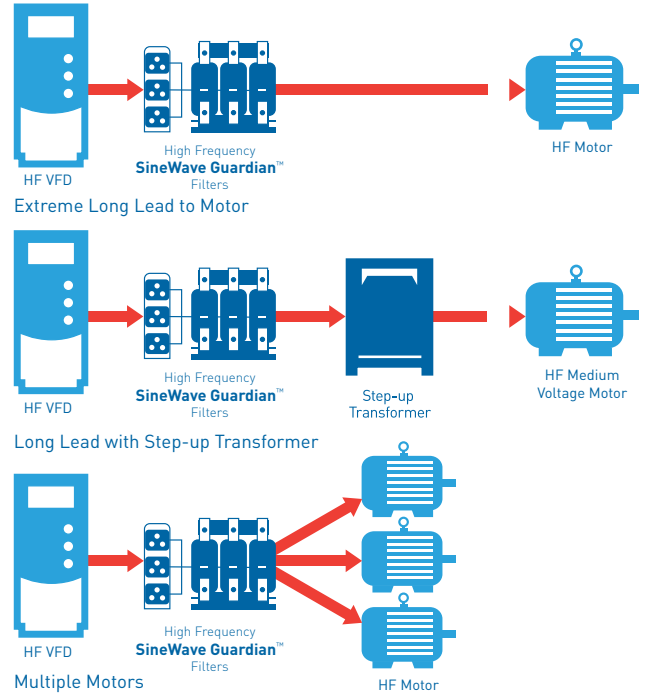 High Frequency
SineWave Guardian™
Filters
HF VFD
HF Motor
Extreme Long Lead to Motor
High Frequency
SineWave Guardian™
Filters
HF VFD
Step-up
Transformer
HF Medium
Voltage Motor
Long Lead with Step-up Transformer
High Frequency
SineWave Guardian™
Filters
HF VFD
HF Motor
Multiple Motors